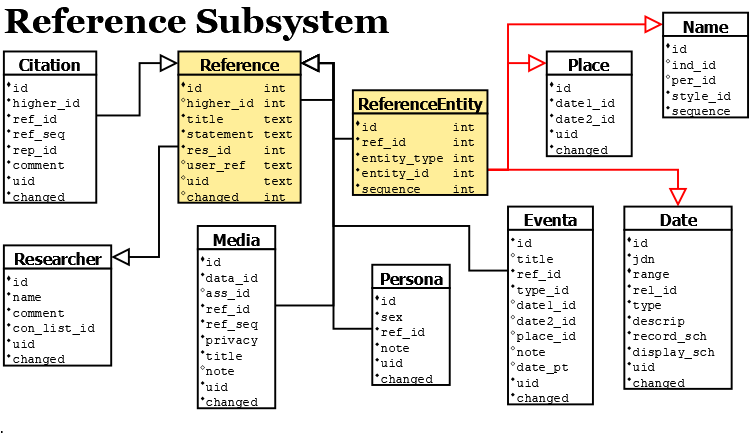 Reference Subsystem
Citation
id
higher_id
ref_id
ref_seq
rep_id
comment
uid
changed
Reference
id int
higher_id int
title text
statement text
res_id int
user_ref text
uid text
changed int
ReferenceEntity
id int
ref_id int
entity_type int
entity_id int
sequence int
Place
id
date1_id
date2_id
uid
changed
Name
id
ind_id
per_id
style_id
sequence
Researcher
id
name
comment
con_list_id
uid
changed
Media
id
data_id
ass_id
ref_id
ref_seq
privacy
title
note
uid
changed
Persona
id
sex
ref_id
note
uid
changed
Eventa
id
title
ref_id
type_id
date1_id
date2_id
place_id
note
date_pt
uid
changed
Date
id
jdn
range
rel_id
type
descrip
record_sch
display_sch
uid
changed